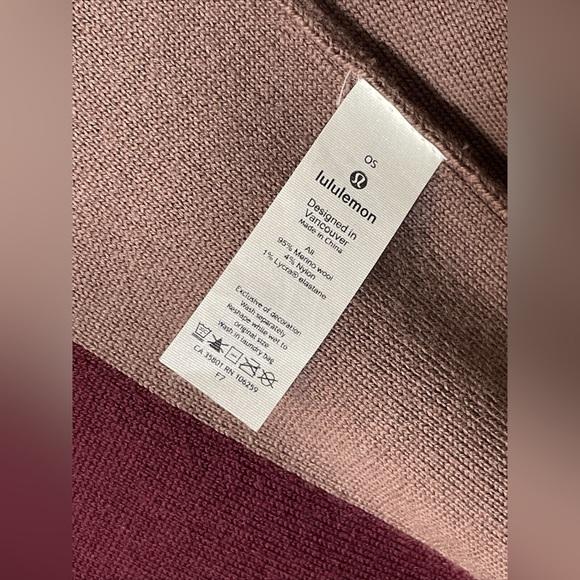 OS
lululemon
Designed in
Vancouver
Made in China
All
95% Merino wool
4% Nylon
1% Lycra® elastane
Exclusive of decoration
Wash separately
Reshape while wet to
original size
Wash in laundry bag
CA 35801 RN 106259
F7